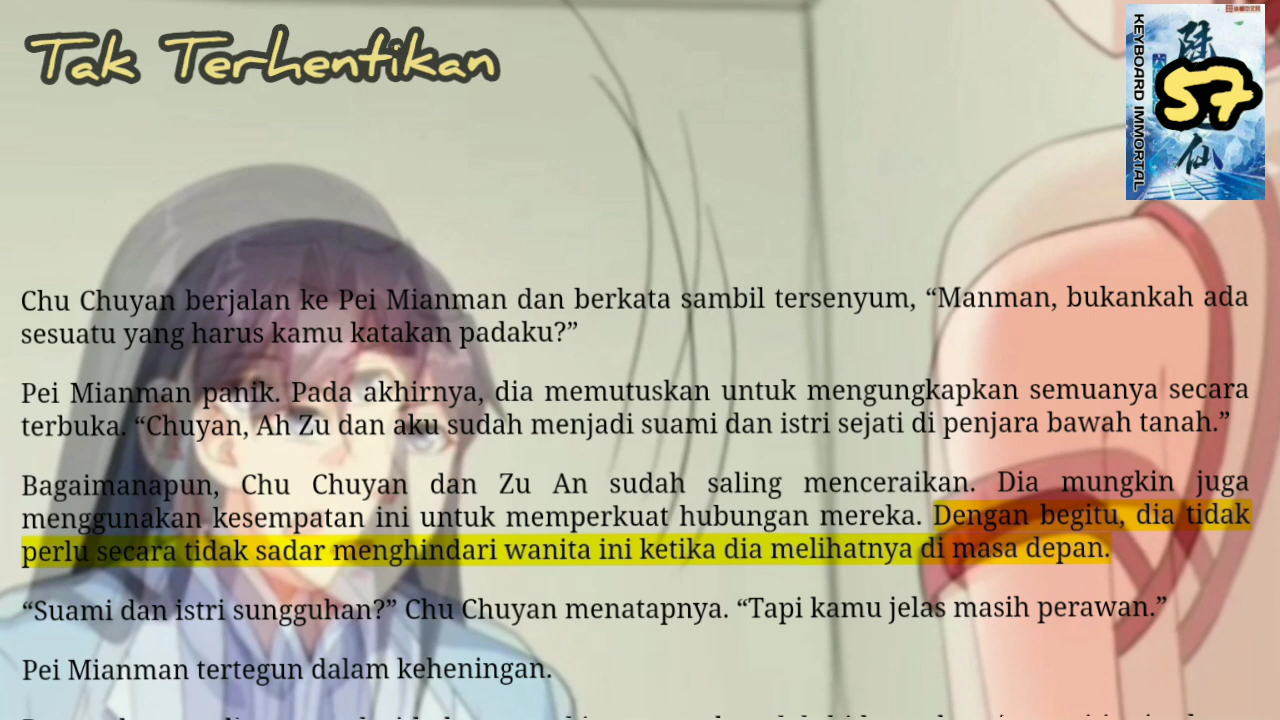 Tak Terhentikan
KEYBOARD IMMORTAL
57
仙
Chu Chuyan berjalan ke Pei Mianman dan berkata sambil tersenyum, “Manman, bukankah ada
sesuatu yang harus kamu katakan padaku?”
Pei Mianman panik. Pada akhirnya, dia memutuskan untuk mengungkapkan semuanya secara
terbuka. “Chuyan, Ah Zu dan aku sudah menjadi suami dan istri sejati di penjara bawah tanah.”
Bagaimanapun, Chu Chuyan dan Zu An sudah saling menceraikan. Dia mungkin juga
menggunakan kesempatan ini untuk memperkuat hubungan mereka. Dengan begitu, dia tidak
perlu secara tidak sadar menghindari wanita ini ketika dia melihatnya di masa depan.
“Suami dan istri sungguhan?” Chu Chuyan menatapnya. “Tapi kamu jelas masih perawan.”
Pei Mianman tertegun dalam keheningan.